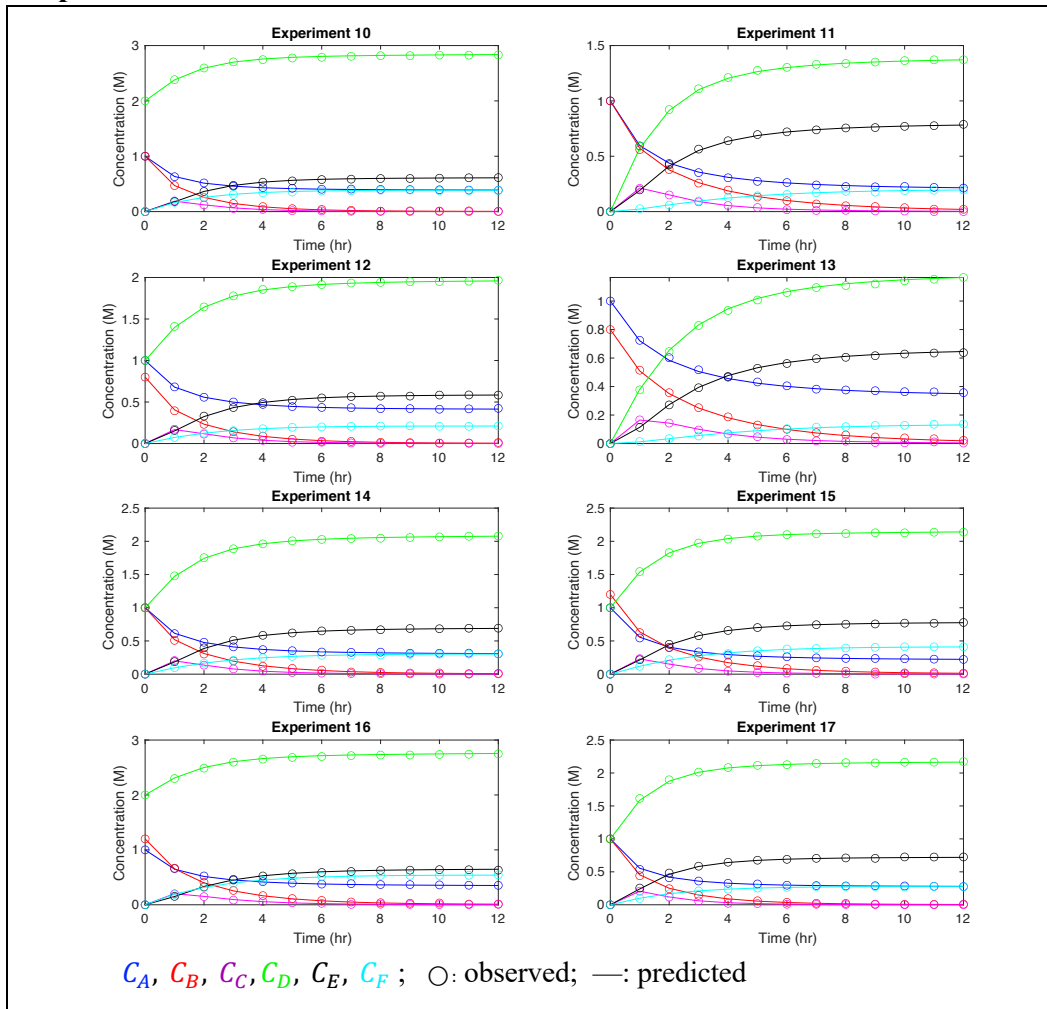 Experiment 10
Concentration (M)
3
2
1
0
0 2 4 6 8 10 12
Time (hr)
Experiment 11
Concentration (M)
1.5
1
0.5
0
0 2 4 6 8 10 12
Time (hr)
Experiment 12
Concentration (M)
2
1.5
1
0.5
0
0 2 4 6 8 10 12
Time (hr)
Experiment 13
Concentration (M)
1
0.8
0.6
0.4
0.2
0
0 2 4 6 8 10 12
Time (hr)
Experiment 14
Concentration (M)
2.5
2
1.5
1
0.5
0
0 2 4 6 8 10 12
Time (hr)
Experiment 15
Concentration (M)
2.5
2
1.5
1
0.5
0
0 2 4 6 8 10 12
Time (hr)
Experiment 16
Concentration (M)
3
2
1
0
0 2 4 6 8 10 12
Time (hr)
Experiment 17
Concentration (M)
2.5
2
1.5
1
0.5
0
0 2 4 6 8 10 12
Time (hr)
C_A, C_B, C_C, C_D, C_E, C_F ; ○: observed; —: predicted